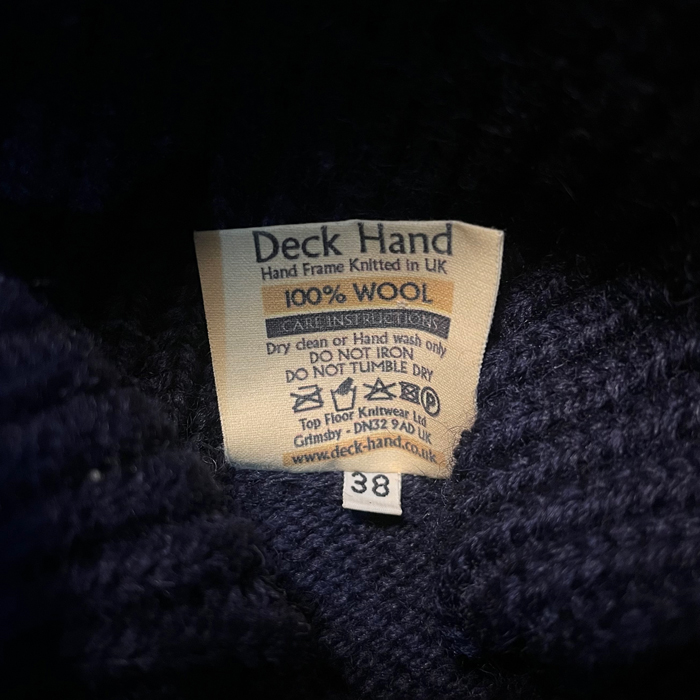 Deck Hand
Hand Frame Knitted in UK
100% WOOL
CARE INSTRUCTIONS
Dry clean or Hand wash only
DO NOT IRON
DO NOT TUMBLE DRY
P
Top Floor Knitwear Ltd
Grimsby - DN32 9AD UK
www.deck-hand.co.uk
38